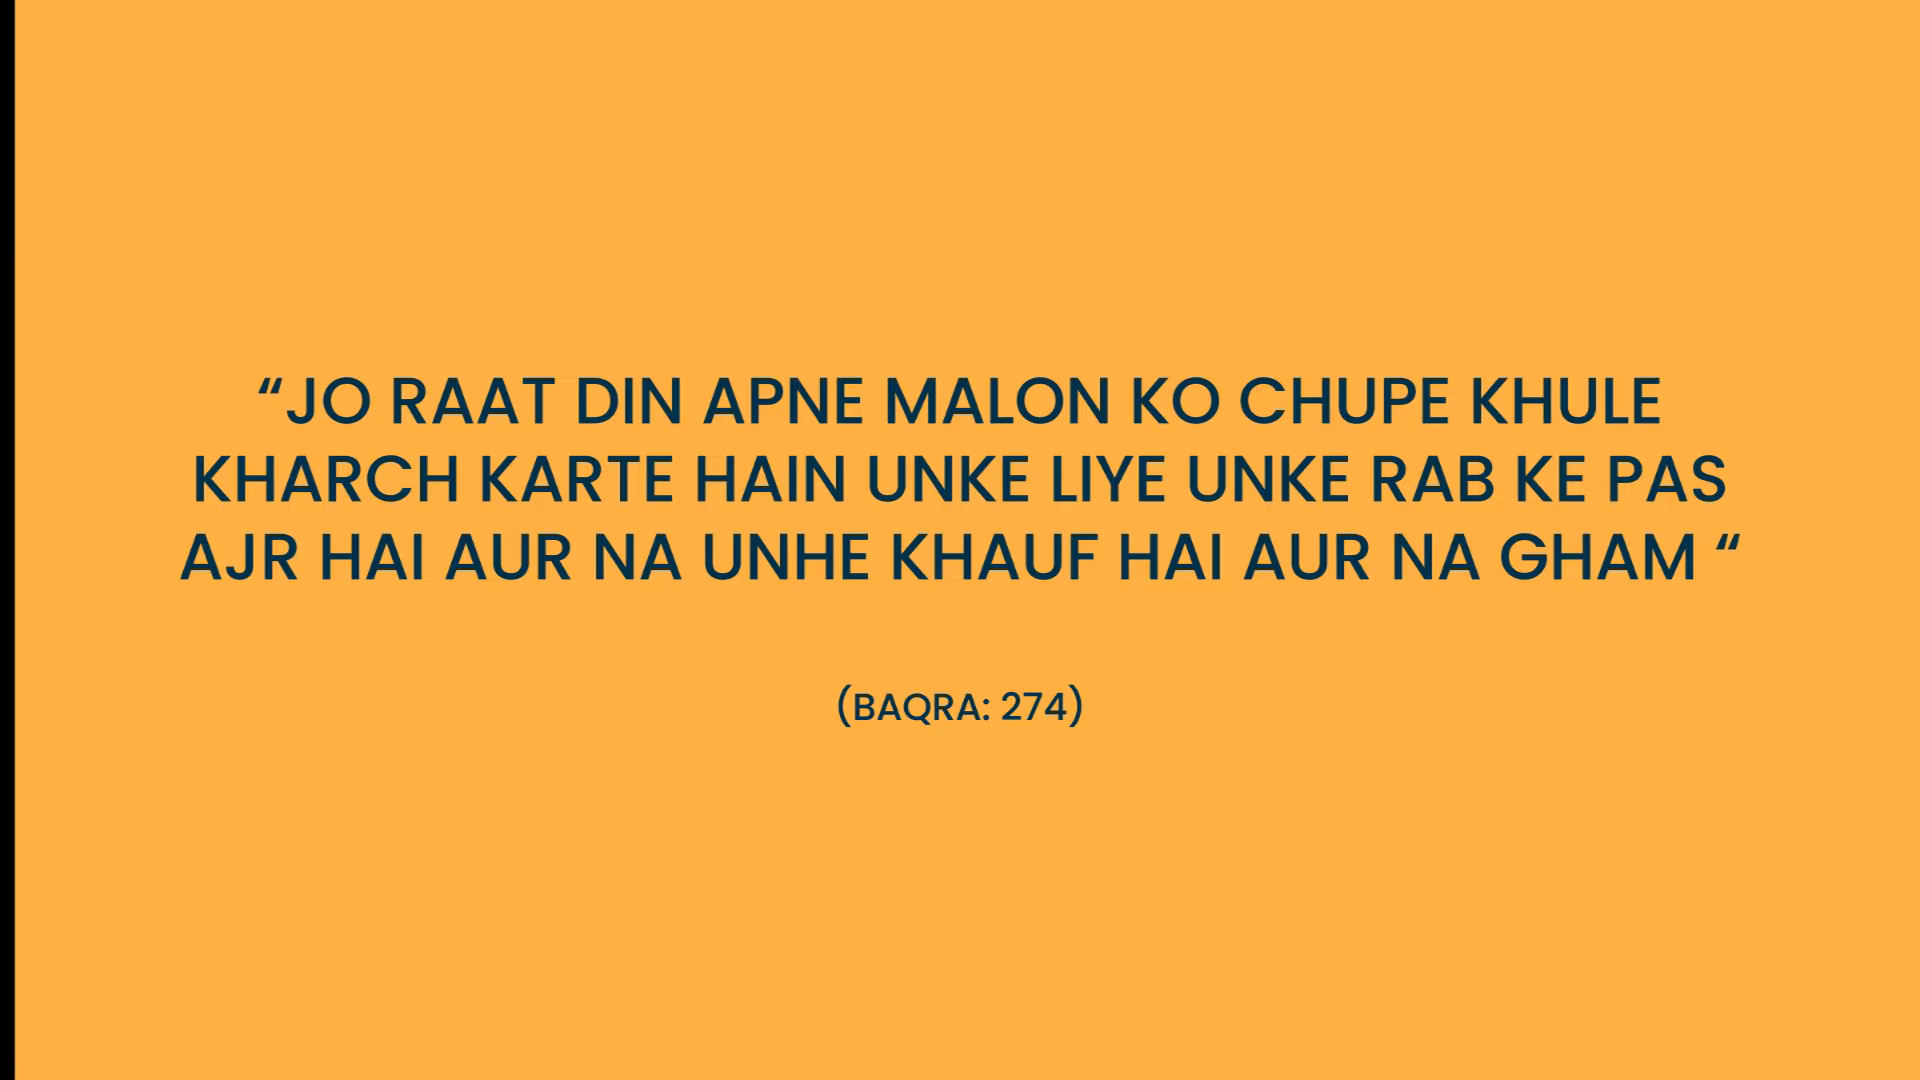 “JO RAAT DIN APNE MALON KO CHUPE KHULE
KHARCH KARTE HAIN UNKE LIYE UNKE RAB KE PAS
AJR HAI AUR NA UNHE KHAUF HAI AUR NA GHAM “
(BAQRA: 274)